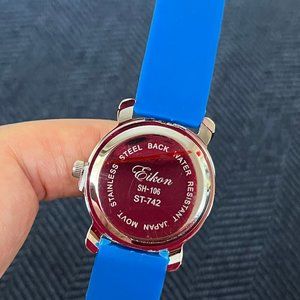 STAINLESS STEEL BACK WATER RESISTANT JAPAN MOVT
Eikon
SH-106
ST-742